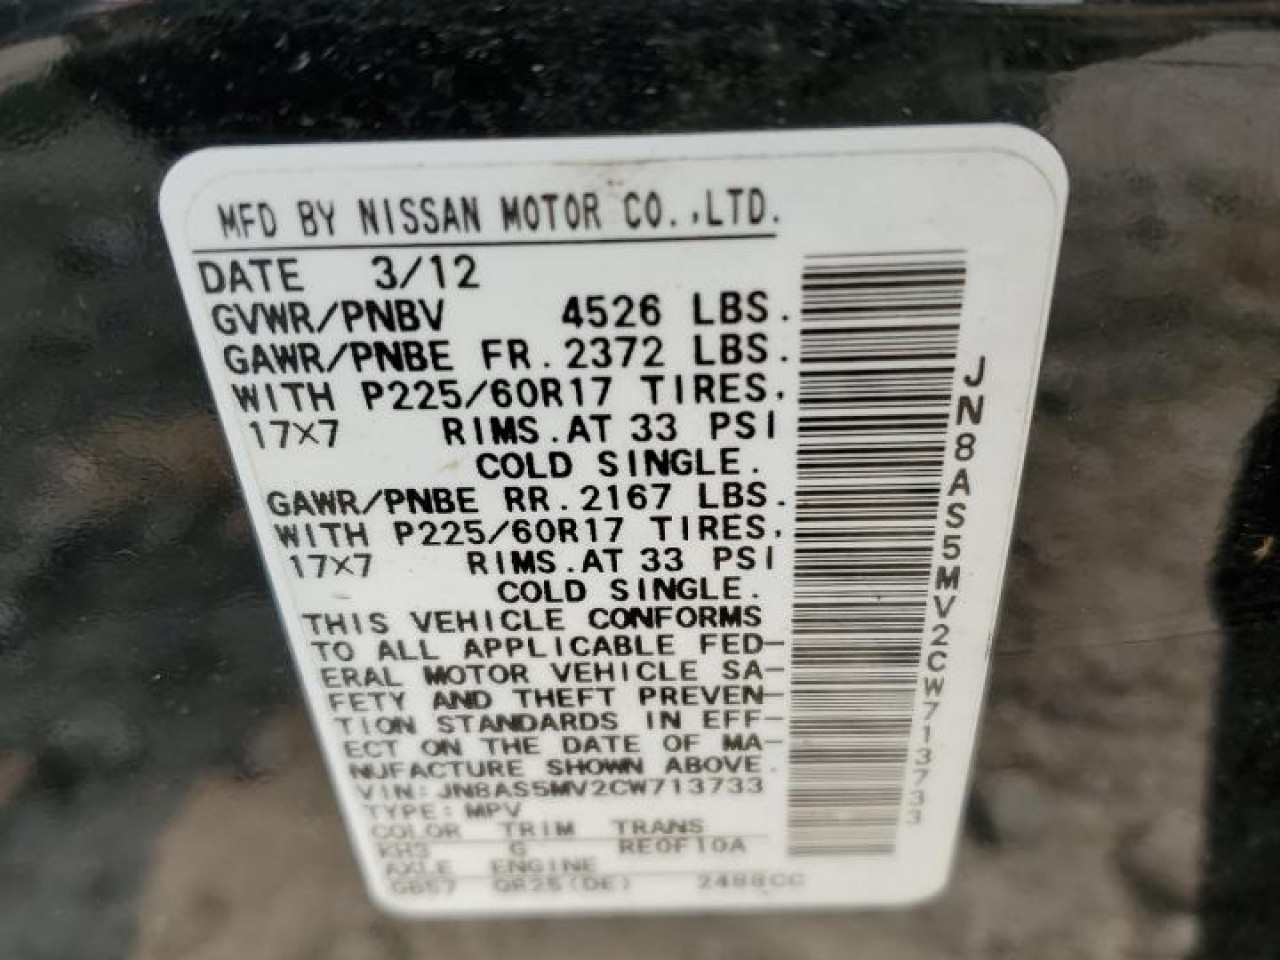 MFD BY NISSAN MOTOR CO.,LTD.
DATE 3/12
GVWR/PNBV 4526 LBS.
GAWR/PNBE FR. 2372 LBS.
WITH P225/60R17 TIRES,
17X7 RIMS.AT 33 PSI
COLD SINGLE.
GAWR/PNBE RR. 2167 LBS.
WITH P225/60R17 TIRES,
17X7 RIMS.AT 33 PSI
COLD SINGLE.
THIS VEHICLE CONFORMS
TO ALL APPLICABLE FED-
ERAL MOTOR VEHICLE SA-
FETY AND THEFT PREVEN-
TION STANDARDS IN EFF-
ECT ON THE DATE OF MA-
NUFACTURE SHOWN ABOVE.
VIN: JN8AS5MV2CW713733
TYPE: MPV
COLOR TRIM TRANS
KH3 G RE0F10A
AXLE ENGINE
GB57 QR25(DE) 2488CC
JN8AS5MV2CW713733